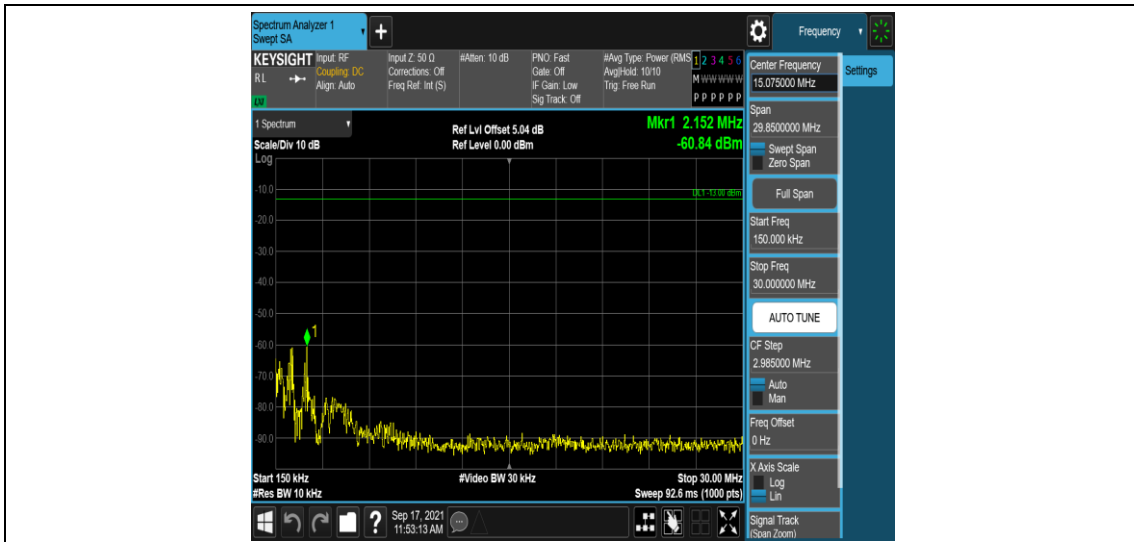 Spectrum Analyzer 1
Swept SA
+
Frequency
KEYSIGHT
RL
LXI
Input: RF
Coupling: DC
Align: Auto
Input Z: 50 Ω
Corrections: Off
Freq Ref: Int (S)
#Atten: 10 dB
PNO: Fast
Gate: Off
IF Gain: Low
Sig Track: Off
#Avg Type: Power (RMS
Avg|Hold: 10/10
Trig: Free Run
1 2 3 4 5 6
M W W W W W
P P P P P P
1 Spectrum
Scale/Div 10 dB
Log
Ref Lvl Offset 5.04 dB
Ref Level 0.00 dBm
Mkr1 2.152 MHz
-60.84 dBm
DL1 -13.00 dBm
-10.0
-20.0
-30.0
-40.0
-50.0
-60.0
-70.0
-80.0
-90.0
1
Start 150 kHz
#Res BW 10 kHz
#Video BW 30 kHz
Stop 30.00 MHz
Sweep 92.6 ms (1000 pts)
?
Sep 17, 2021
11:53:13 AM
Center Frequency
15.075000 MHz
Settings
Span
29.8500000 MHz
Swept Span
Zero Span
Full Span
Start Freq
150.000 kHz
Stop Freq
30.000000 MHz
AUTO TUNE
CF Step
2.985000 MHz
Auto
Man
Freq Offset
0 Hz
X Axis Scale
Log
Lin
Signal Track
(Span Zoom)